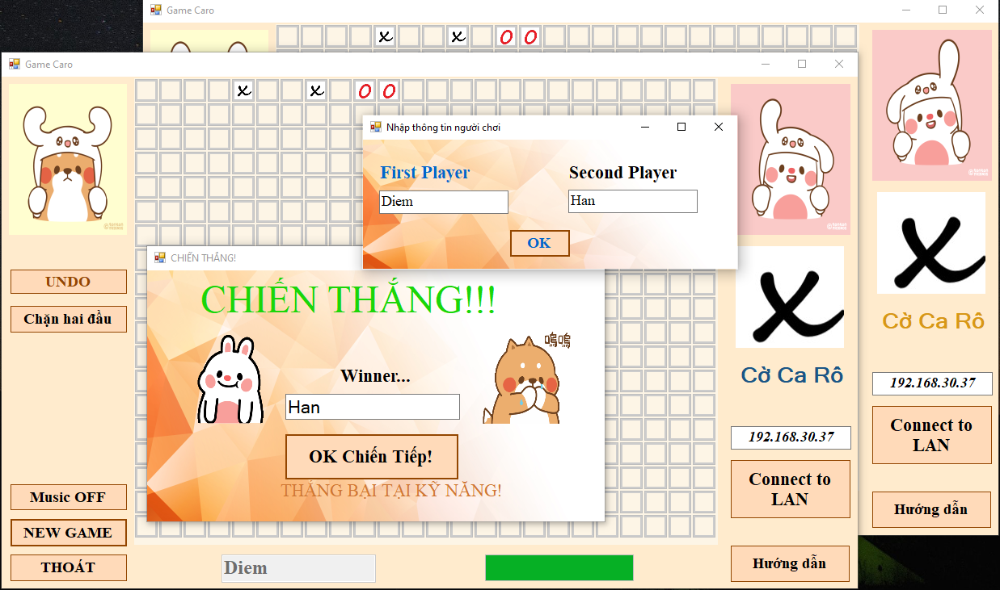 Game Caro
Cờ Ca Rô
192.168.30.37
Connect to
LAN
Hướng dẫn
Game Caro
UNDO
Chặn hai đầu
Music OFF
NEW GAME
THOÁT
Diem
Cờ Ca Rô
192.168.30.37
Connect to
LAN
Hướng dẫn
Nhập thông tin người chơi
First Player
Second Player
Diem
Han
OK
CHIẾN THẮNG!
CHIẾN THẮNG!!!
嗚嗚
Winner...
Han
OK Chiến Tiếp!
THẮNG BẠI TẠI KỸ NĂNG!